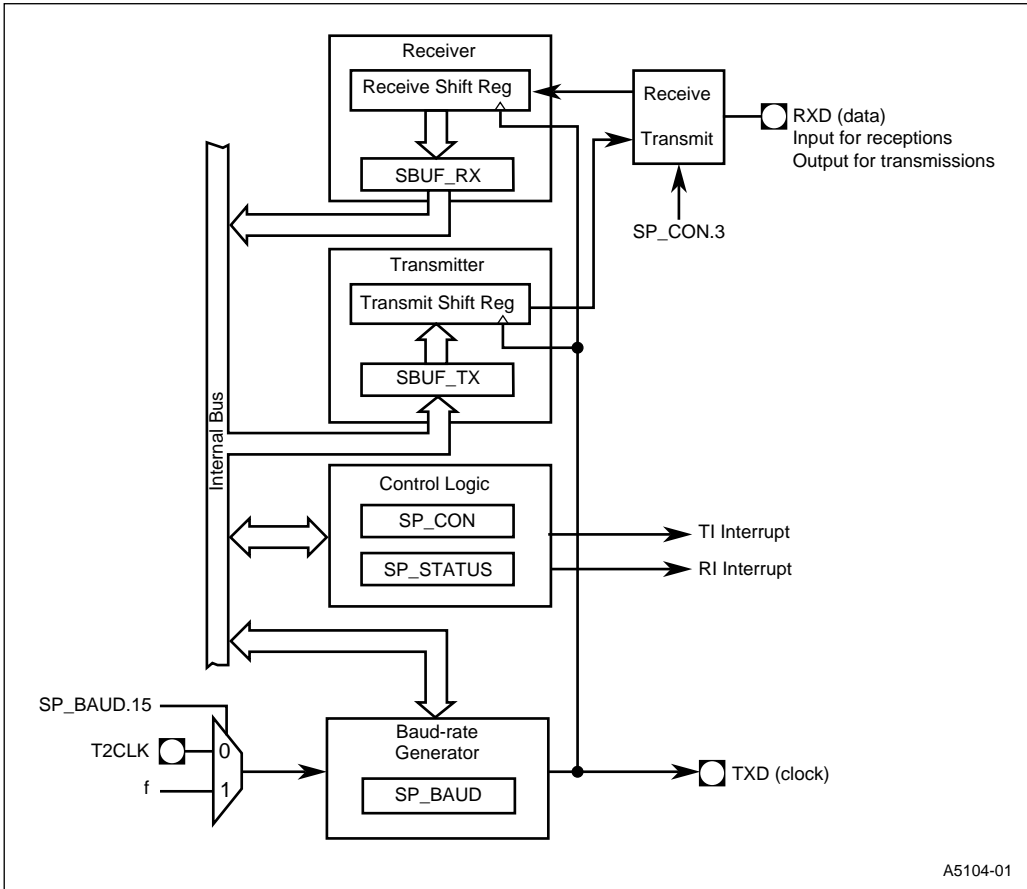 Receiver
Receive Shift Reg
SBUF_RX
Receive
Transmit
RXD (data)
Input for receptions
Output for transmissions
SP_CON.3
Transmitter
Transmit Shift Reg
SBUF_TX
Internal Bus
Control Logic
SP_CON
SP_STATUS
TI Interrupt
RI Interrupt
SP_BAUD.15
T2CLK
0
f
1
Baud-rate
Generator
SP_BAUD
TXD (clock)
A5104-01